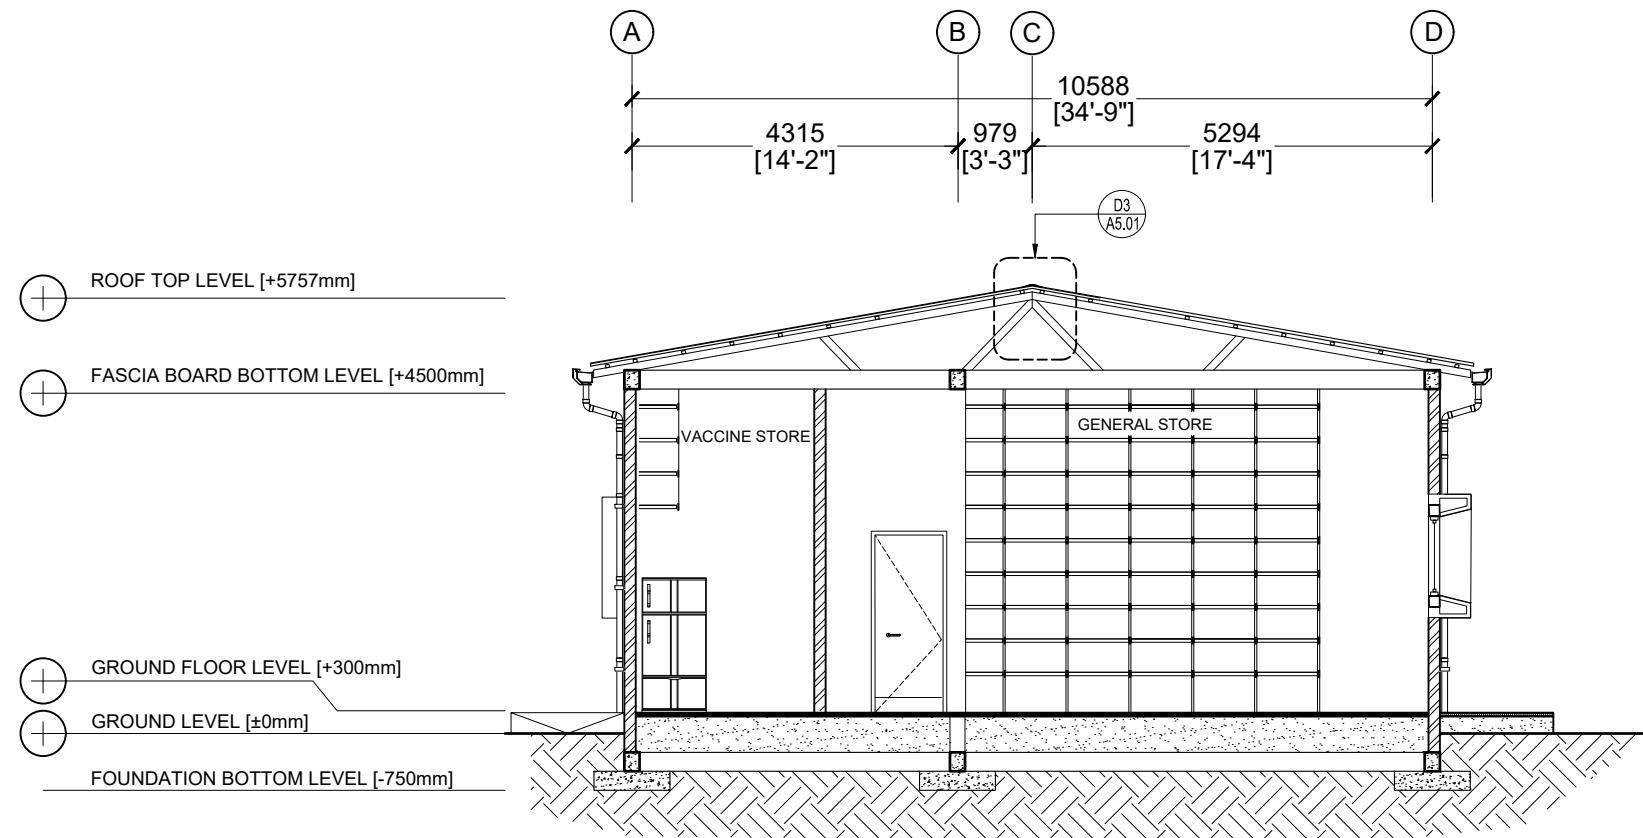 A
B
C
D
10588
[34'-9"]
4315
[14'-2"]
979
[3'-3"]
5294
[17'-4"]
D3
A5.01
ROOF TOP LEVEL [+5757mm]
FASCIA BOARD BOTTOM LEVEL [+4500mm]
VACCINE STORE
GENERAL STORE
GROUND FLOOR LEVEL [+300mm]
GROUND LEVEL [±0mm]
FOUNDATION BOTTOM LEVEL [-750mm]